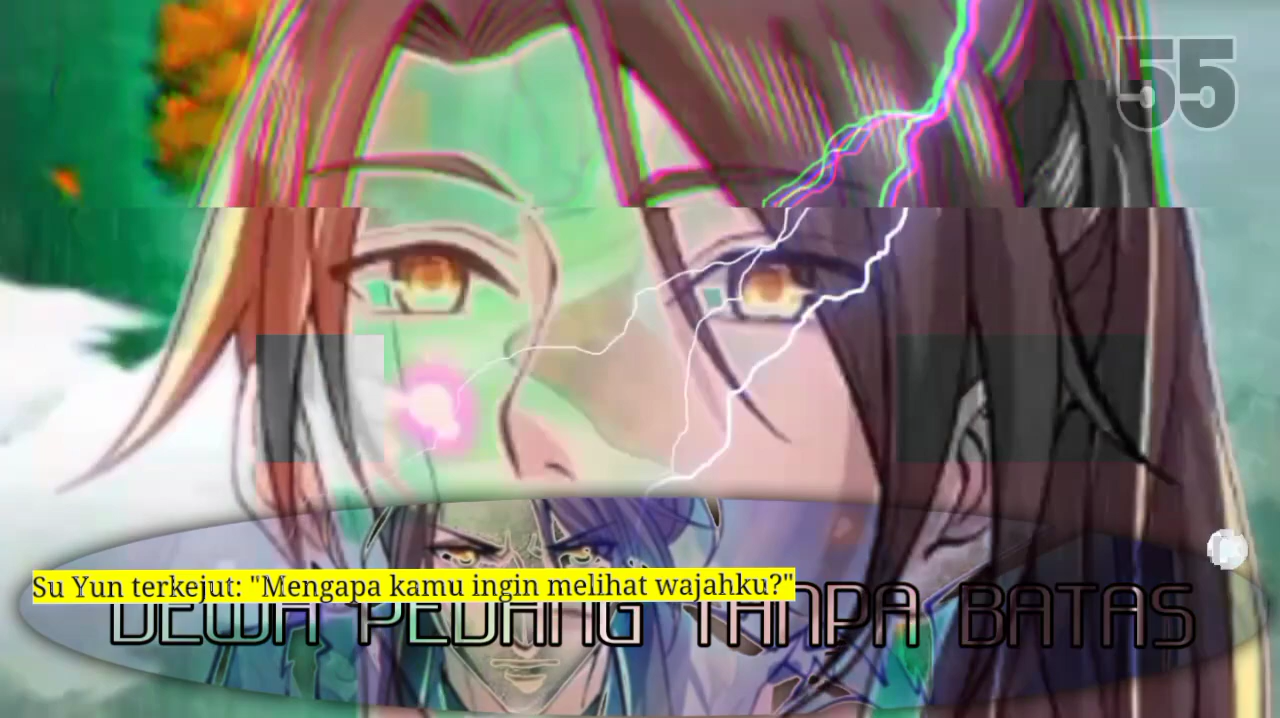 55
Su Yun terkejut: "Mengapa kamu ingin melihat wajahku?"
DEWA PEDANG TANPA BATAS